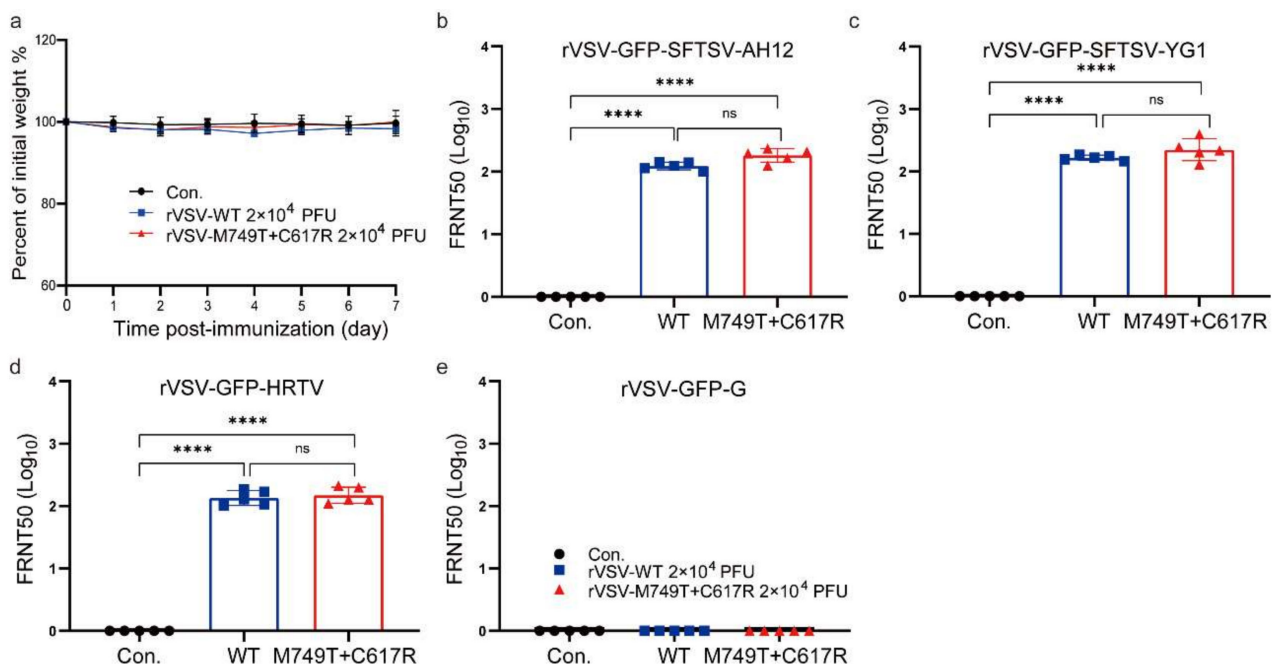 a
120
100
80
60
Percent of initial weight %
Con.
rVSV-WT 2×10⁴ PFU
rVSV-M749T+C617R 2×10⁴ PFU
0 1 2 3 4 5 6 7
Time post-immunization (day)
b
rVSV-GFP-SFTSV-AH12
4
3
2
1
0
FRNT50 (Log₁₀)
****
**** ns
Con. WT M749T+C617R
c
rVSV-GFP-SFTSV-YG1
4
3
2
1
0
FRNT50 (Log₁₀)
****
**** ns
Con. WT M749T+C617R
d
rVSV-GFP-HRTV
4
3
2
1
0
FRNT50 (Log₁₀)
****
**** ns
Con. WT M749T+C617R
e
rVSV-GFP-G
4
3
2
1
0
FRNT50 (Log₁₀)
Con.
rVSV-WT 2×10⁴ PFU
rVSV-M749T+C617R 2×10⁴ PFU
Con. WT M749T+C617R